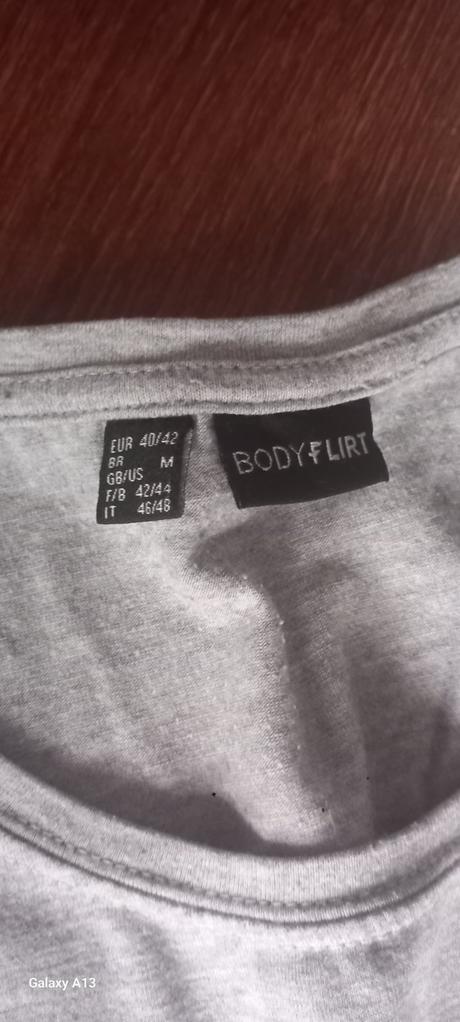 EUR 40/42
BR M
GB/US
F/B 42/44
IT 46/48
BODYFLIRT
Galaxy A13